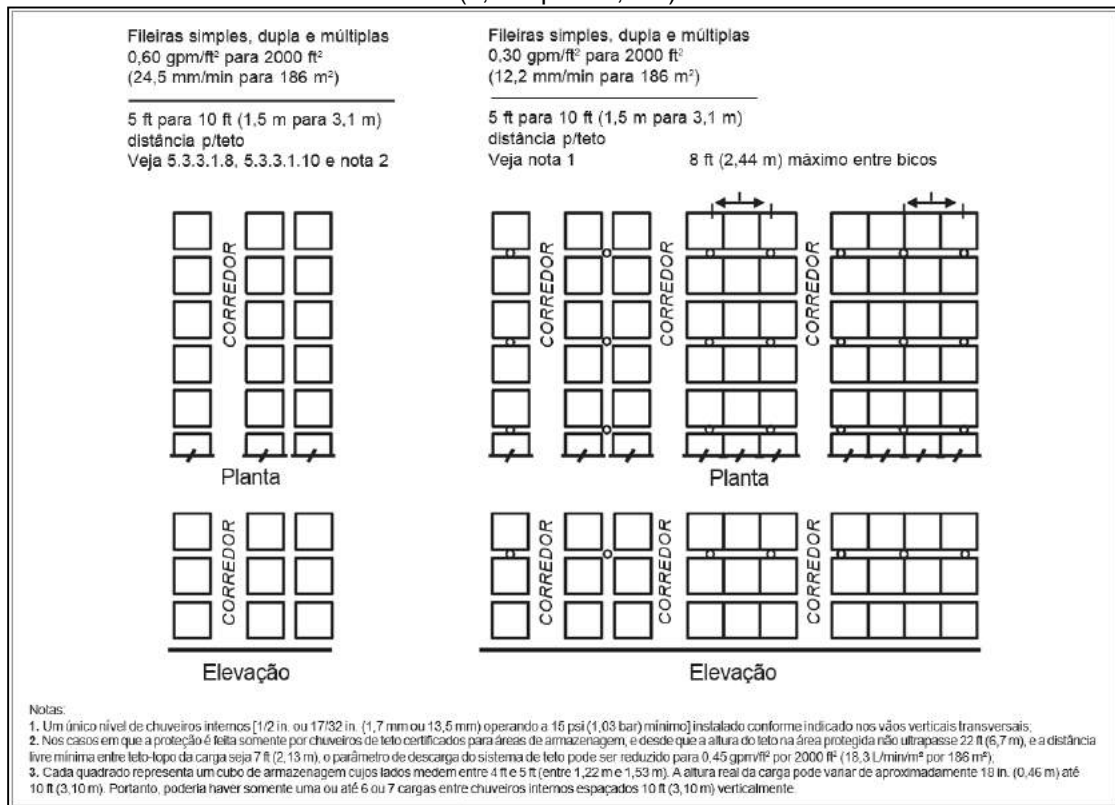 Fileiras simples, dupla e múltiplas
0,60 gpm/ft² para 2000 ft²
(24,5 mm/min para 186 m²)
5 ft para 10 ft (1,5 m para 3,1 m)
distância p/teto
Veja 5.3.3.1.8, 5.3.3.1.10 e nota 2
Fileiras simples, dupla e múltiplas
0,30 gpm/ft² para 2000 ft²
(12,2 mm/min para 186 m²)
5 ft para 10 ft (1,5 m para 3,1 m)
distância p/teto
Veja nota 1
8 ft (2,44 m) máximo entre bicos
CORREDOR
CORREDOR
CORREDOR
CORREDOR
Planta
Planta
CORREDOR
CORREDOR
CORREDOR
CORREDOR
Elevação
Elevação
Notas:
1. Um único nível de chuveiros internos [1/2 in. ou 17/32 in. (1,7 mm ou 13,5 mm) operando a 15 psi (1,03 bar) mínimo] instalado conforme indicado nos vãos verticais transversais;
2. Nos casos em que a proteção é feita somente por chuveiros de teto certificados para áreas de armazenagem, e desde que a altura do teto na área protegida não ultrapasse 22 ft (6,7 m), e a distância
livre mínima entre teto-topo da carga seja 7 ft (2,13 m), o parâmetro de descarga do sistema de teto pode ser reduzido para 0,45 gpm/ft² por 2000 ft² (18,3 L/min/m² por 186 m²);
3. Cada quadrado representa um cubo de armazenagem cujos lados medem entre 4 ft e 5 ft (entre 1,22 m e 1,53 m). A altura real da carga pode variar de aproximadamente 18 in. (0,46 m) até
10 ft (3,10 m). Portanto, poderia haver somente uma ou até 6 ou 7 cargas entre chuveiros internos espaçados 10 ft (3,10 m) verticalmente.